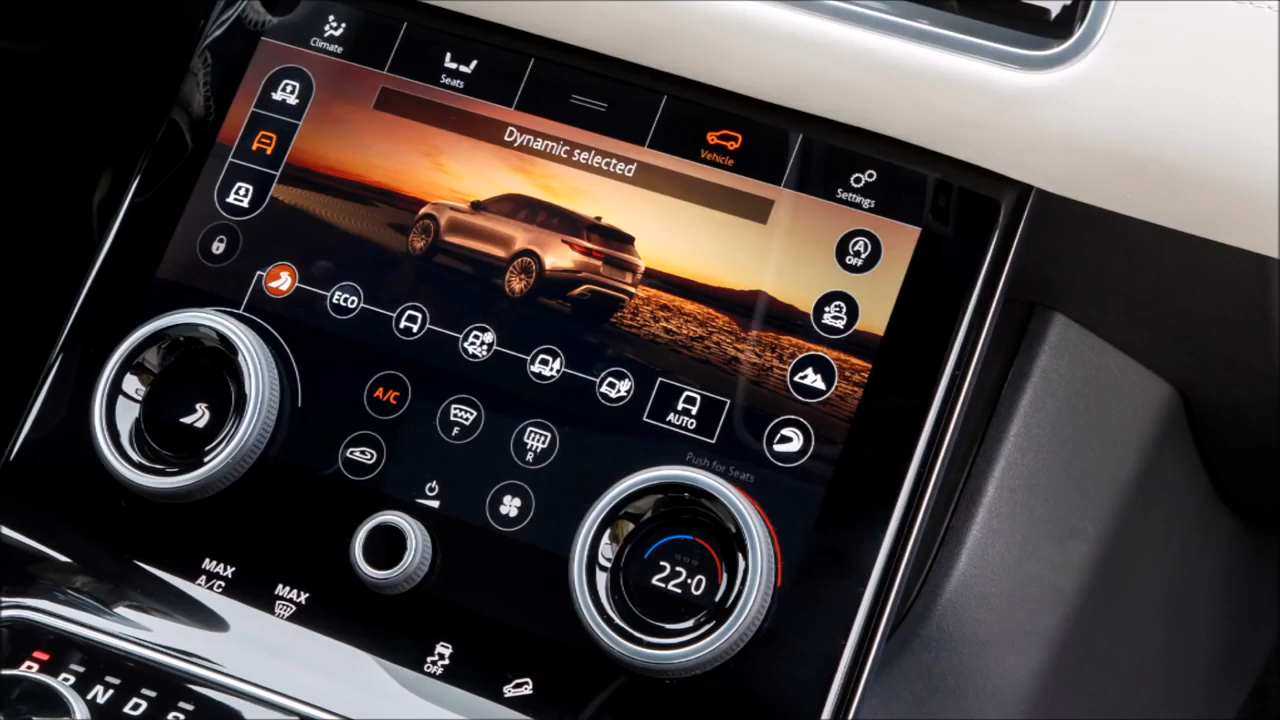 Climate
Seats
Vehicle
Settings
Dynamic selected
OFF
ECO
A/C
AUTO
F
R
Push for Seats
22·0
MAX
A/C
MAX
OFF
P R N D S